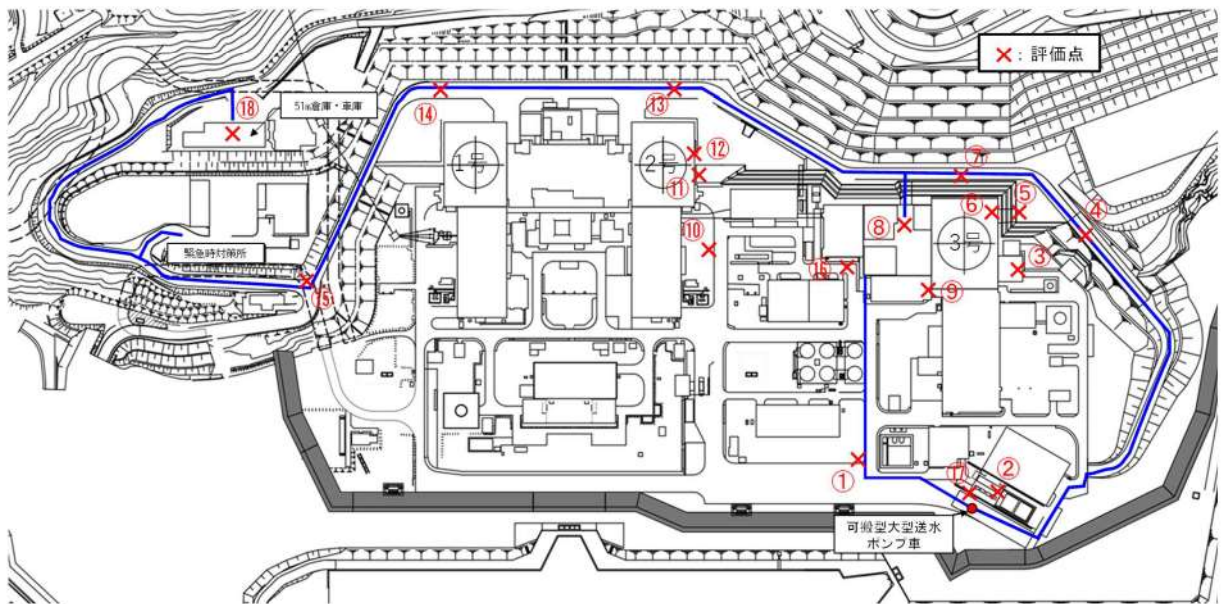 ×：評価点
⑱
51m倉庫・車庫
⑭
⑬
1号
2号
⑫
⑪
⑦
⑥
⑤
④
⑧
⑩
3号
緊急時対策所
③
⑯
⑮
⑨
①
⑰
②
可搬型大型送水
ポンプ車